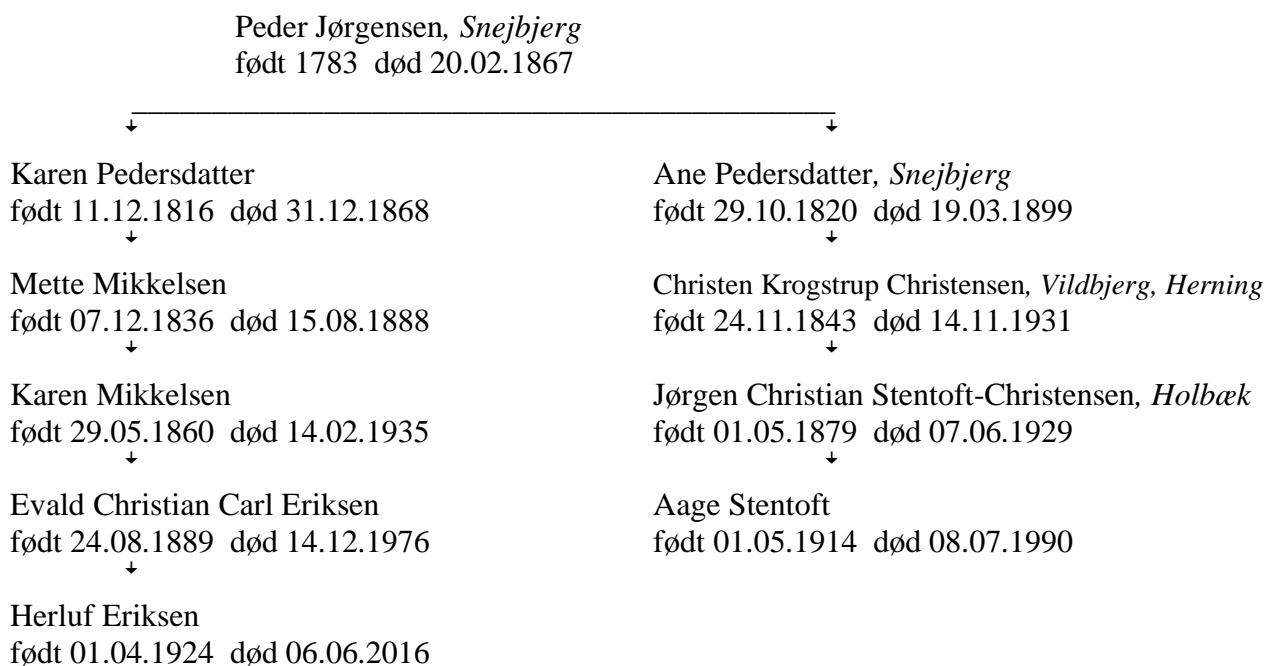 Peder Jørgensen, Snejbjerg
født 1783 død 20.02.1867
Karen Pedersdatter
født 11.12.1816 død 31.12.1868
Ane Pedersdatter, Snejbjerg
født 29.10.1820 død 19.03.1899
Mette Mikkelsen
født 07.12.1836 død 15.08.1888
Christen Krogstrup Christensen, Vildbjerg, Herning
født 24.11.1843 død 14.11.1931
Karen Mikkelsen
født 29.05.1860 død 14.02.1935
Jørgen Christian Stentoft-Christensen, Holbæk
født 01.05.1879 død 07.06.1929
Evald Christian Carl Eriksen
født 24.08.1889 død 14.12.1976
Aage Stentoft
født 01.05.1914 død 08.07.1990
Herluf Eriksen
født 01.04.1924 død 06.06.2016